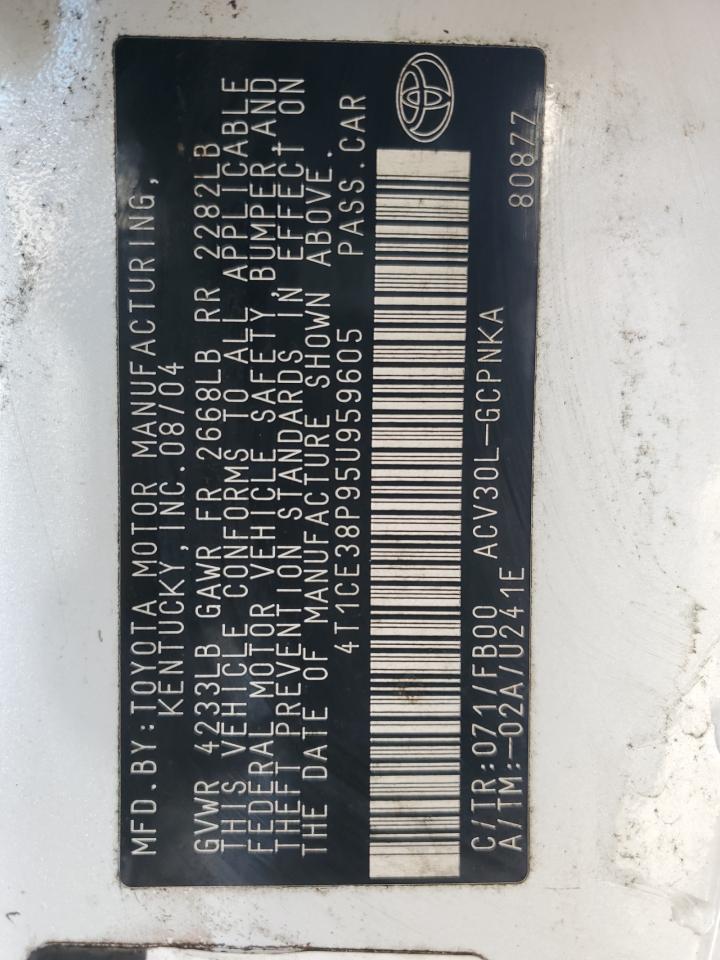 MFD.BY:TOYOTA MOTOR MANUFACTURING,
KENTUCKY,INC.08/04
GVWR 4233LB GAWR FR 2668LB RR 2282LB
THIS VEHICLE CONFORMS TO ALL APPLICABLE
FEDERAL MOTOR VEHICLE SAFETY, BUMPER,AND
THEFT PREVENTION STANDARDS IN EFFECT ON
THE DATE OF MANUFACTURE SHOWN ABOVE.
4T1CE38P95U959605 PASS.CAR
C/TR:071/FB00 ACV30L-GCPNKA
A/TM:-02A/U241E 80877